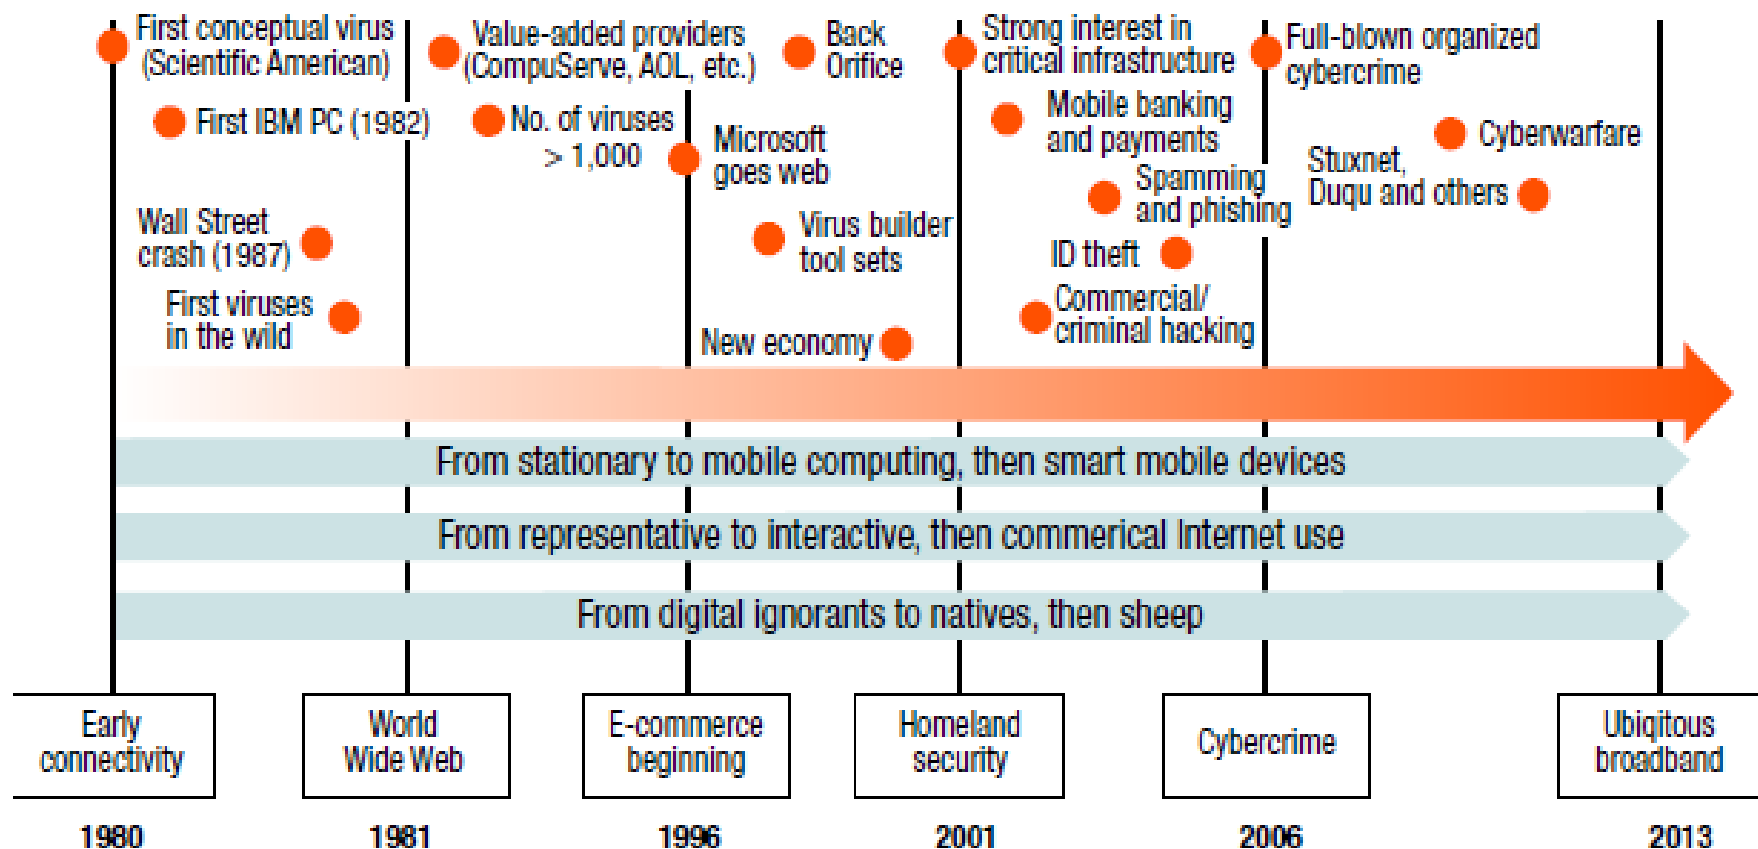 First conceptual virus
(Scientific American)
First IBM PC (1982)
Wall Street
crash (1987)
First viruses
in the wild
Value-added providers
(CompuServe, AOL, etc.)
No. of viruses
> 1,000
Microsoft
goes web
Back
Orifice
Virus builder
tool sets
New economy
Strong interest in
critical infrastructure
Mobile banking
and payments
Spamming
and phishing
ID theft
Commercial/
criminal hacking
Full-blown organized
cybercrime
Cyberwarfare
Stuxnet,
Duqu and others
From stationary to mobile computing, then smart mobile devices
From representative to interactive, then commerical Internet use
From digital ignorants to natives, then sheep
Early
connectivity
World
Wide Web
E-commerce
beginning
Homeland
security
Cybercrime
Ubiqitous
broadband
1980
1981
1996
2001
2006
2013